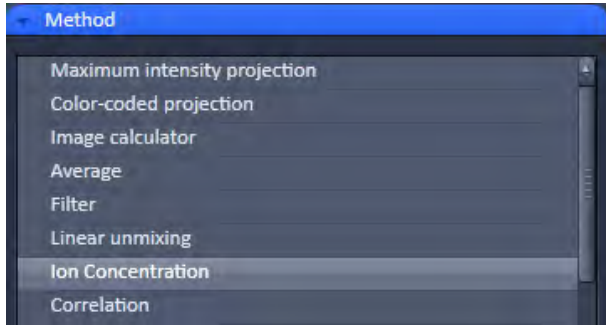 Method
Maximum intensity projection
Color-coded projection
Image calculator
Average
Filter
Linear unmixing
Ion Concentration
Correlation